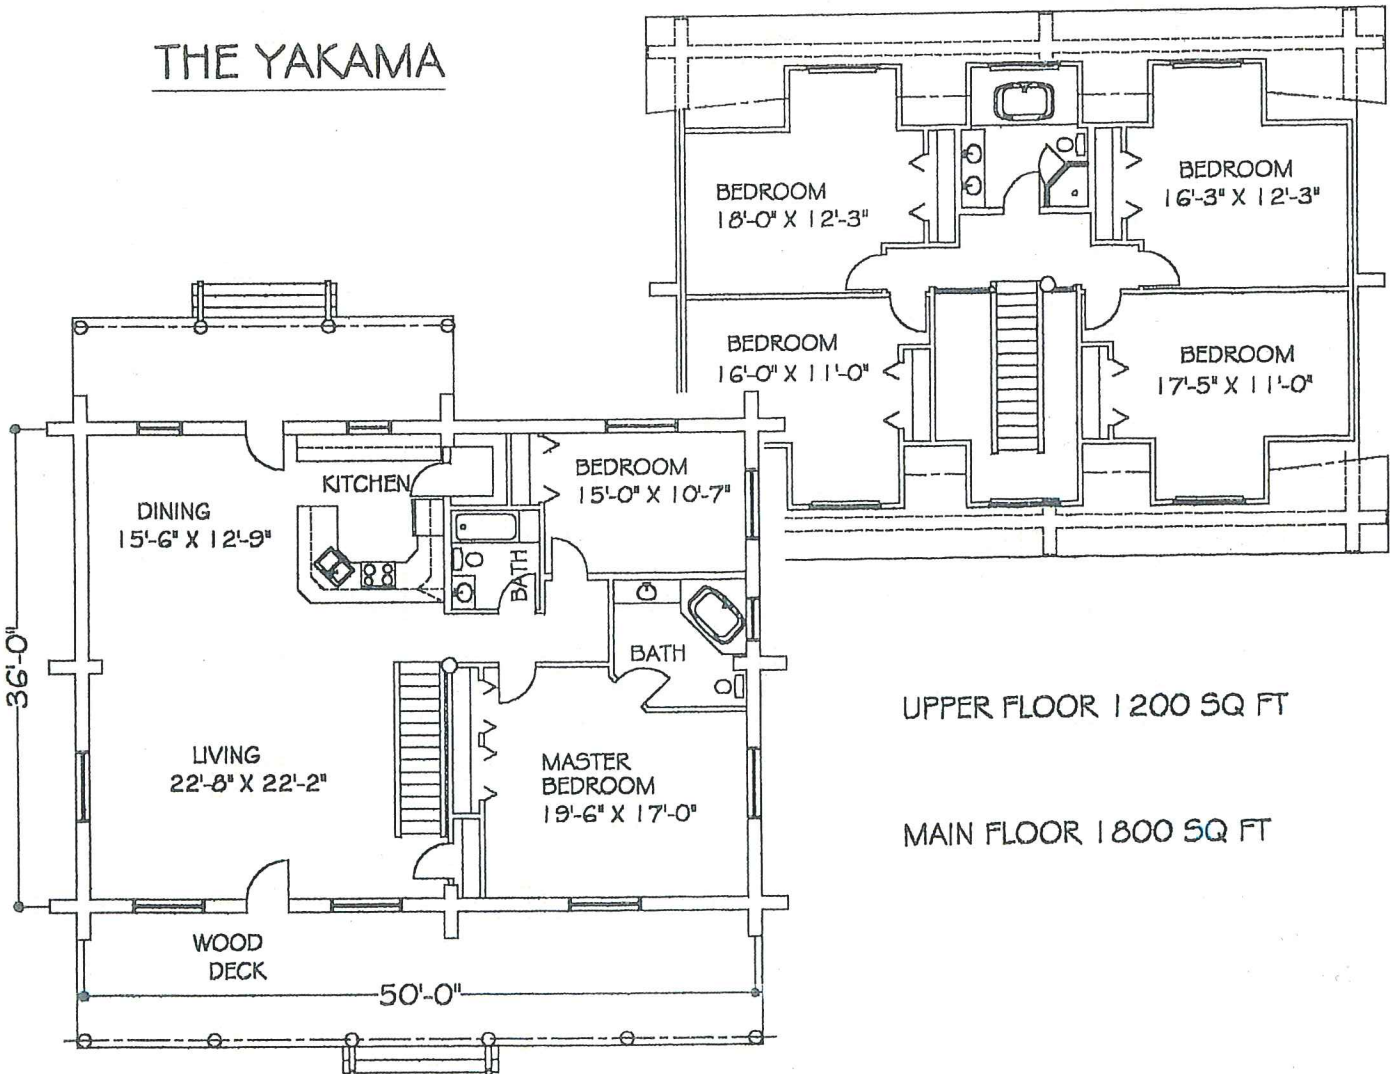 THE YAKAMA
BEDROOM
18'-0" X 12'-3"
BEDROOM
16'-3" X 12'-3"
BEDROOM
16'-0" X 11'-0"
BEDROOM
17'-5" X 11'-0"
KITCHEN
BEDROOM
15'-0" X 10'-7"
DINING
15'-6" X 12'-9"
BATH
BATH
36'-0"
LIVING
22'-8" X 22'-2"
MASTER
BEDROOM
19'-6" X 17'-0"
UPPER FLOOR 1200 SQ FT
MAIN FLOOR 1800 SQ FT
WOOD
DECK
50'-0"